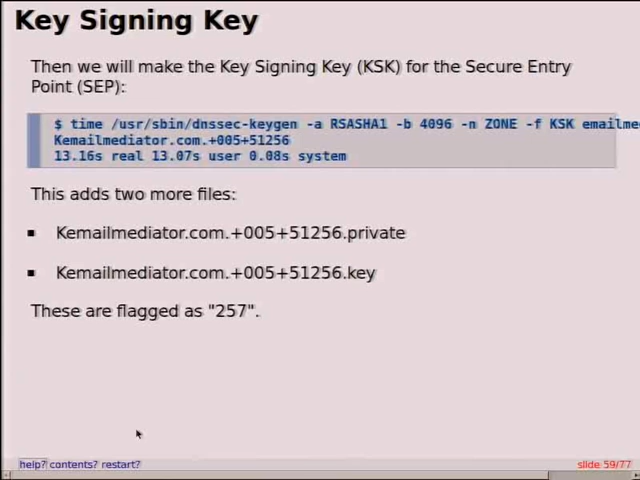 Key Signing Key
Then we will make the Key Signing Key (KSK) for the Secure Entry
Point (SEP):
$ time /usr/sbin/dnssec-keygen -a RSASHA1 -b 4096 -n ZONE -f KSK emailme
Kemailmediator.com.+005+51256
13.16s real 13.07s user 0.08s system
This adds two more files:
Kemailmediator.com.+005+51256.private
Kemailmediator.com.+005+51256.key
These are flagged as "257".
help? contents? restart?
slide 59/77